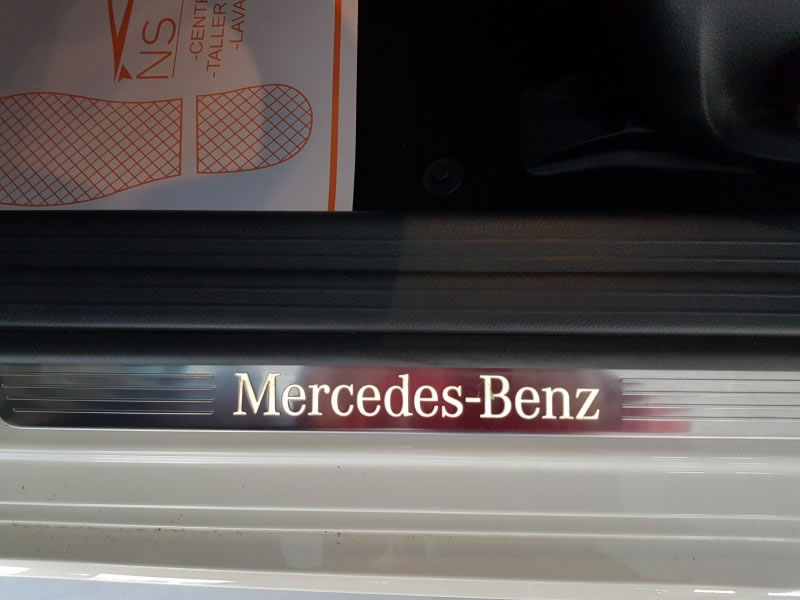 NS
-CENT
-TALLER
-LAVA
Mercedes-Benz